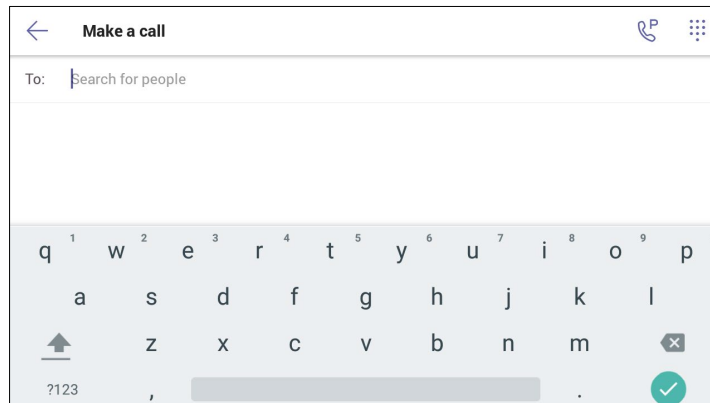 Make a call
P
To: Search for people
q 1 w 2 e 3 r 4 t 5 y 6 u 7 i 8 o 9 p
a s d f g h j k l
z x c v b n m
?123 , .